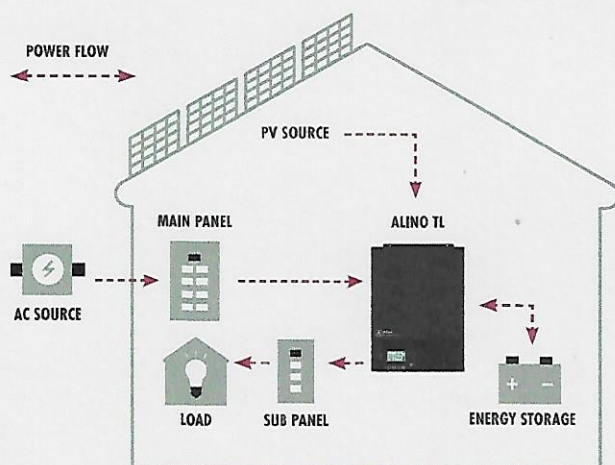 POWER FLOW
PV SOURCE
MAIN PANEL
ALINO TL
AC SOURCE
LOAD
SUB PANEL
ENERGY STORAGE
+ −